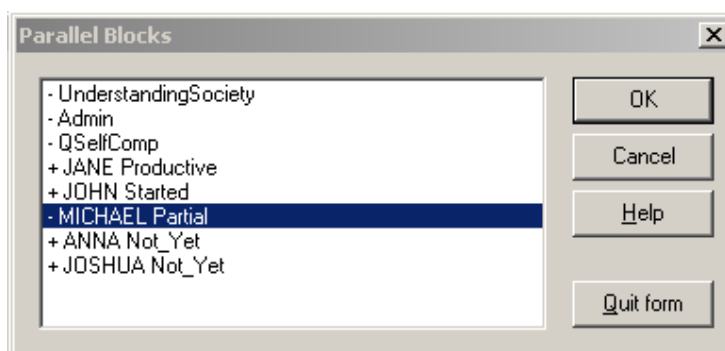 Parallel Blocks
- UnderstandingSociety
- Admin
- QSelfComp
+ JANE Productive
+ JOHN Started
- MICHAEL Partial
+ ANNA Not_Yet
+ JOSHUA Not_Yet
OK
Cancel
Help
Quit form